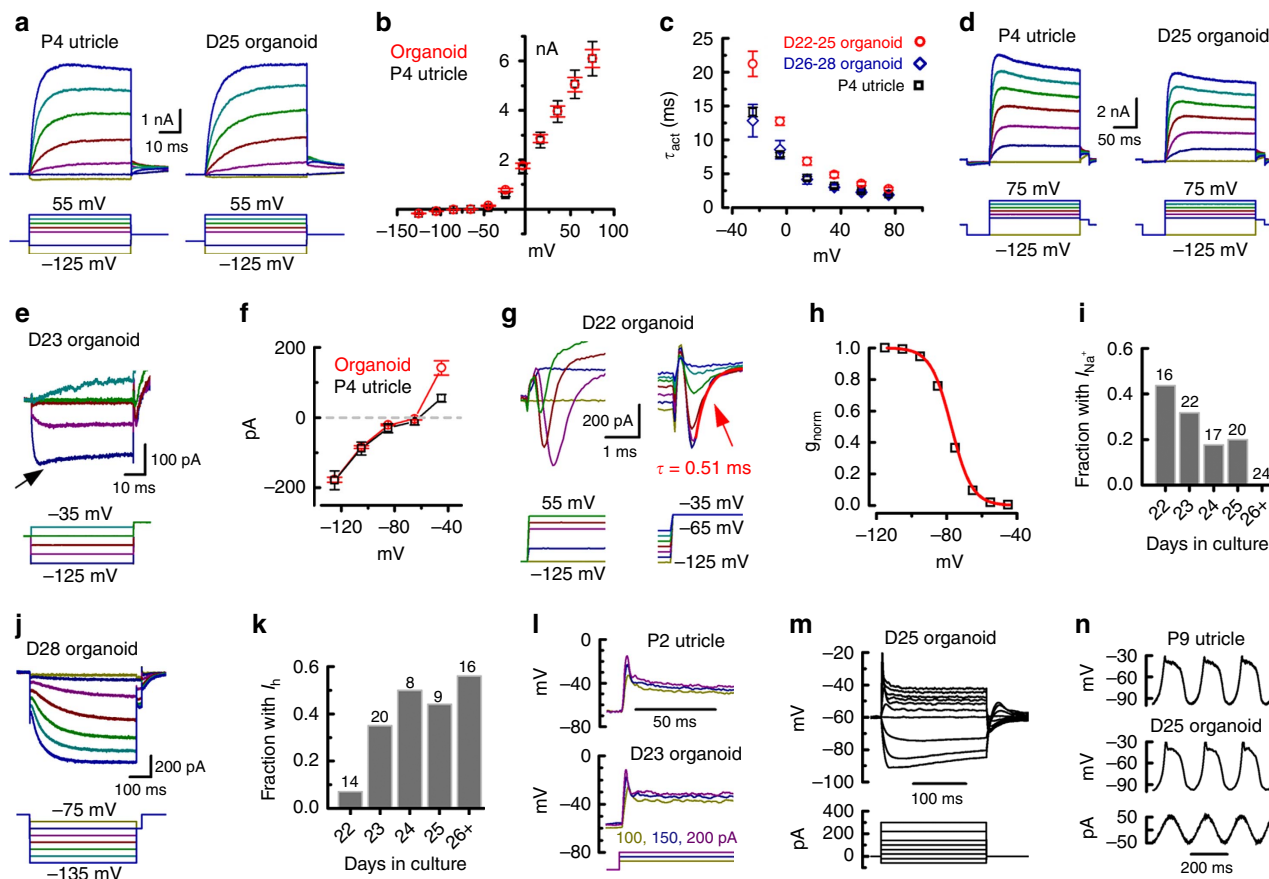 a
P4 utricle
D25 organoid
1 nA
10 ms
55 mV
55 mV
–125 mV
–125 mV
b
nA
Organoid
P4 utricle
6
4
2
–150
–100
–50
0
50
100
mV
c
D22-25 organoid
D26-28 organoid
P4 utricle
τact (ms)
25
20
15
10
5
0
–40
0
40
80
mV
d
P4 utricle
D25 organoid
2 nA
50 ms
75 mV
75 mV
–125 mV
–125 mV
e
D23 organoid
100 pA
10 ms
–35 mV
–125 mV
f
Organoid
P4 utricle
pA
200
0
–200
–120
–80
–40
mV
g
D22 organoid
200 pA
1 ms
τ = 0.51 ms
55 mV
–125 mV
–35 mV
–65 mV
–125 mV
h
gnorm
1.0
0.8
0.6
0.4
0.2
0.0
–120
–80
–40
mV
i
Fraction with INa+
0.6
0.4
0.2
0.0
16
22
17
20
24
22
23
24
25
26+
Days in culture
j
D28 organoid
200 pA
100 ms
–75 mV
–135 mV
k
Fraction with Ih
0.6
0.4
0.2
0.0
14
20
8
9
16
22
23
24
25
26+
Days in culture
l
P2 utricle
mV
0
–40
–80
50 ms
D23 organoid
mV
0
–40
–80
100, 150, 200 pA
m
D25 organoid
mV
–20
–40
–60
–80
–100
100 ms
pA
400
200
0
n
P9 utricle
mV
–30
–60
–90
D25 organoid
mV
–30
–60
–90
pA
50
–50
200 ms